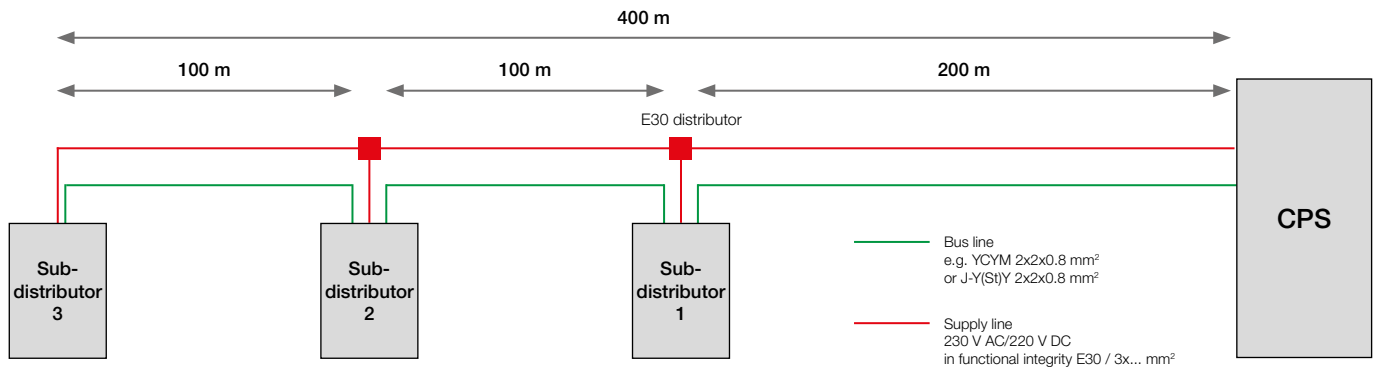 400 m
100 m
100 m
200 m
E30 distributor
CPS
Sub-
distributor
3
Sub-
distributor
2
Sub-
distributor
1
Bus line
e.g. YCYM 2x2x0.8 mm²
or J-Y(St)Y 2x2x0.8 mm²
Supply line
230 V AC/220 V DC
in functional integrity E30 / 3x... mm²